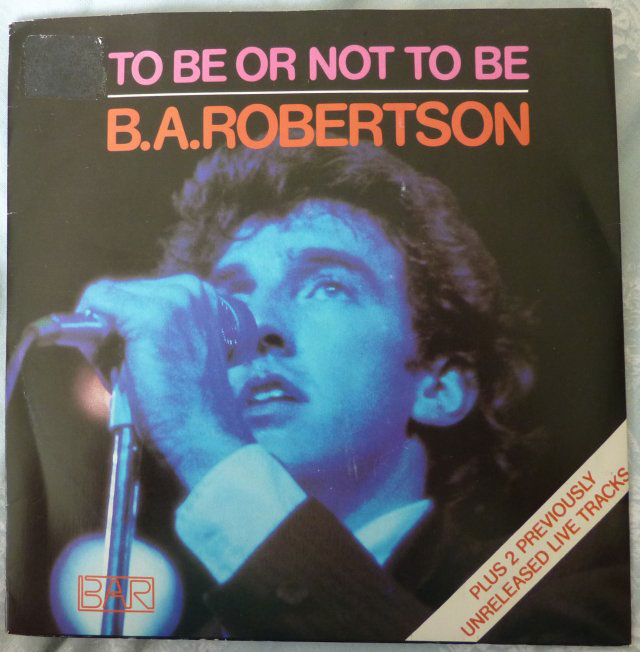 TO BE OR NOT TO BE
B.A.ROBERTSON
PLUS 2 PREVIOUSLY
UNRELEASED LIVE TRACKS
BAR